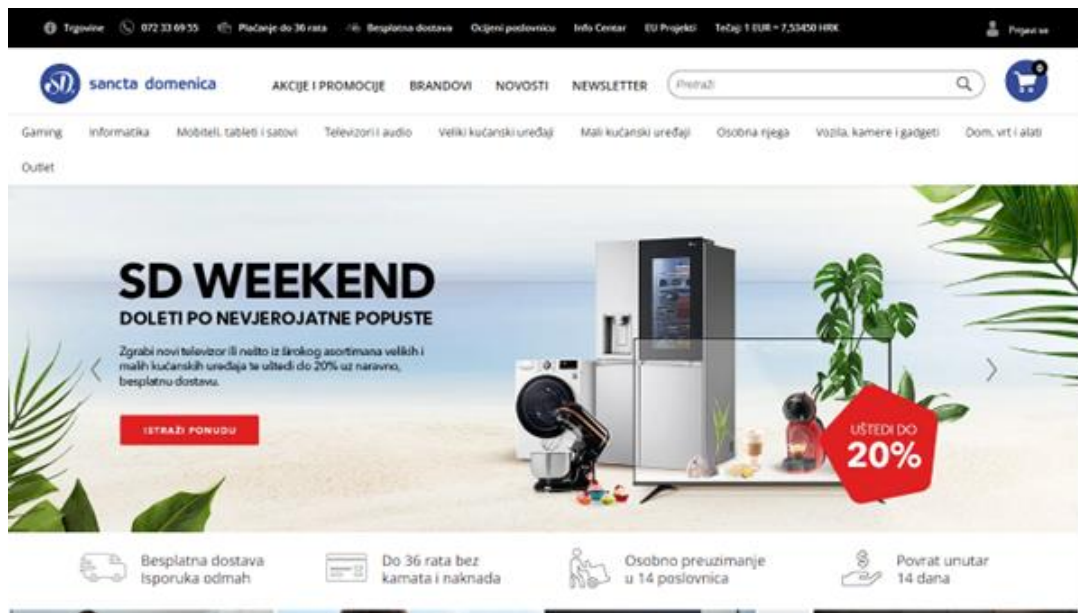 Trgovine 072 33 69 55 Plaćanje do 36 rata Besplatna dostava Ocijeni poslovnicu Info Centar EU Projekti Tečaj: 1 EUR = 7,53450 HRK Prijavi se
SD. sancta domenica AKCIJE I PROMOCIJE BRANDOVI NOVOSTI NEWSLETTER Pretraži 0
Gaming Informatika Mobiteli, tableti i satovi Televizori i audio Veliki kućanski uređaji Mali kućanski uređaji Osobna njega Vozila, kamere i gadgeti Dom, vrt i alati
Outlet
SD WEEKEND
DOLETI PO NEVJEROJATNE POPUSTE
Zgrabi novi televizor ili nešto iz širokog asortimana velikih i
malih kućanskih uređaja te uštedi do 20% uz naravno,
besplatnu dostavu.
ISTRAŽI PONUDU
UŠTEDI DO
20%
Besplatna dostava
Isporuka odmah
Do 36 rata bez
kamata i naknada
Osobno preuzimanje
u 14 poslovnica
Povrat unutar
14 dana